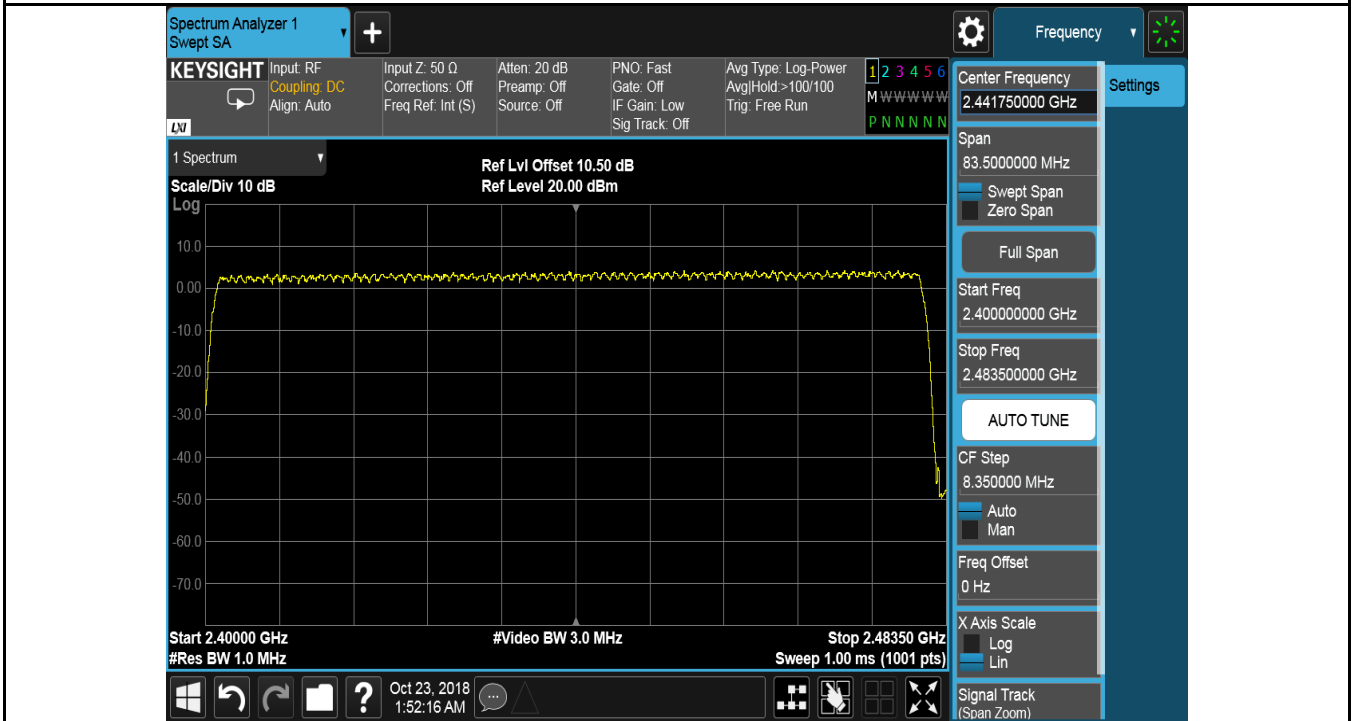 Spectrum Analyzer 1
Swept SA
+
Frequency
KEYSIGHT
LXI
Input: RF
Coupling: DC
Align: Auto
Input Z: 50 Ω
Corrections: Off
Freq Ref: Int (S)
Atten: 20 dB
Preamp: Off
Source: Off
PNO: Fast
Gate: Off
IF Gain: Low
Sig Track: Off
Avg Type: Log-Power
Avg|Hold:>100/100
Trig: Free Run
1 2 3 4 5 6
M W W W W W
P N N N N N
Settings
1 Spectrum
Scale/Div 10 dB
Log
Ref Lvl Offset 10.50 dB
Ref Level 20.00 dBm
10.0
0.00
-10.0
-20.0
-30.0
-40.0
-50.0
-60.0
-70.0
Start 2.40000 GHz
#Res BW 1.0 MHz
#Video BW 3.0 MHz
Stop 2.48350 GHz
Sweep 1.00 ms (1001 pts)
Center Frequency
2.441750000 GHz
Span
83.5000000 MHz
Swept Span
Zero Span
Full Span
Start Freq
2.400000000 GHz
Stop Freq
2.483500000 GHz
AUTO TUNE
CF Step
8.350000 MHz
Auto
Man
Freq Offset
0 Hz
X Axis Scale
Log
Lin
Signal Track
(Span Zoom)
?
Oct 23, 2018
1:52:16 AM